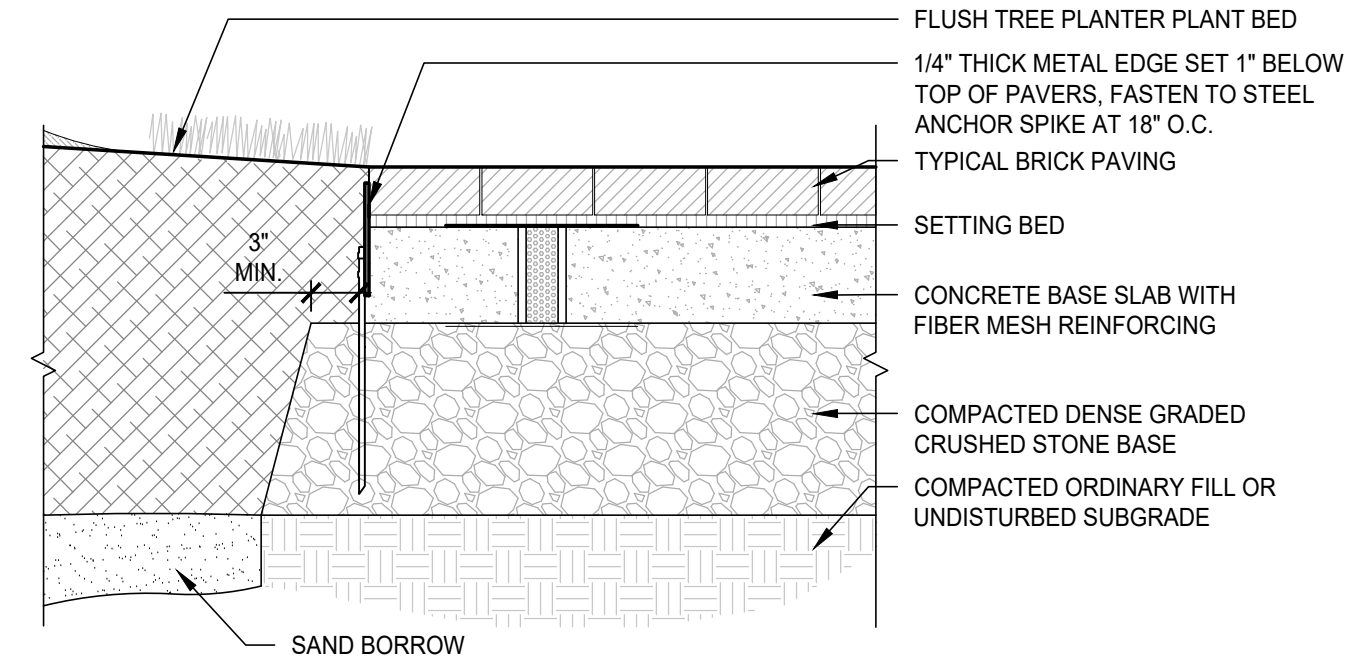 FLUSH TREE PLANTER PLANT BED
1/4" THICK METAL EDGE SET 1" BELOW
TOP OF PAVERS, FASTEN TO STEEL
ANCHOR SPIKE AT 18" O.C.
TYPICAL BRICK PAVING
SETTING BED
3"
MIN.
CONCRETE BASE SLAB WITH
FIBER MESH REINFORCING
COMPACTED DENSE GRADED
CRUSHED STONE BASE
COMPACTED ORDINARY FILL OR
UNDISTURBED SUBGRADE
SAND BORROW